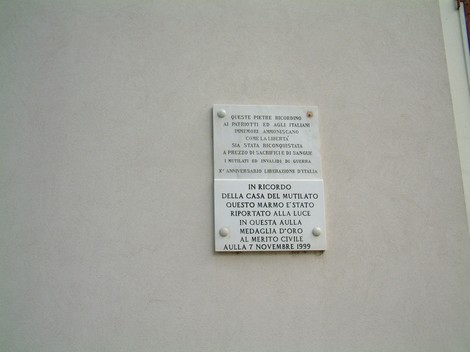 QUESTE PIETRE RICORDINO
AI PATRIOTTI ED AGLI ITALIANI
IMMEMORI AMMONISCANO
COME LA LIBERTÀ
SIA STATA RICONQUISTATA
A PREZZO DI SACRIFICI E DI SANGUE
I MUTILATI ED INVALIDI DI GUERRA
X° ANNIVERSARIO LIBERAZIONE D'ITALIA
IN RICORDO
DELLA CASA DEL MUTILATO
QUESTO MARMO E' STATO
RIPORTATO ALLA LUCE
IN QUESTA AULLA
MEDAGLIA D'ORO
AL MERITO CIVILE
AULLA 7 NOVEMBRE 1999